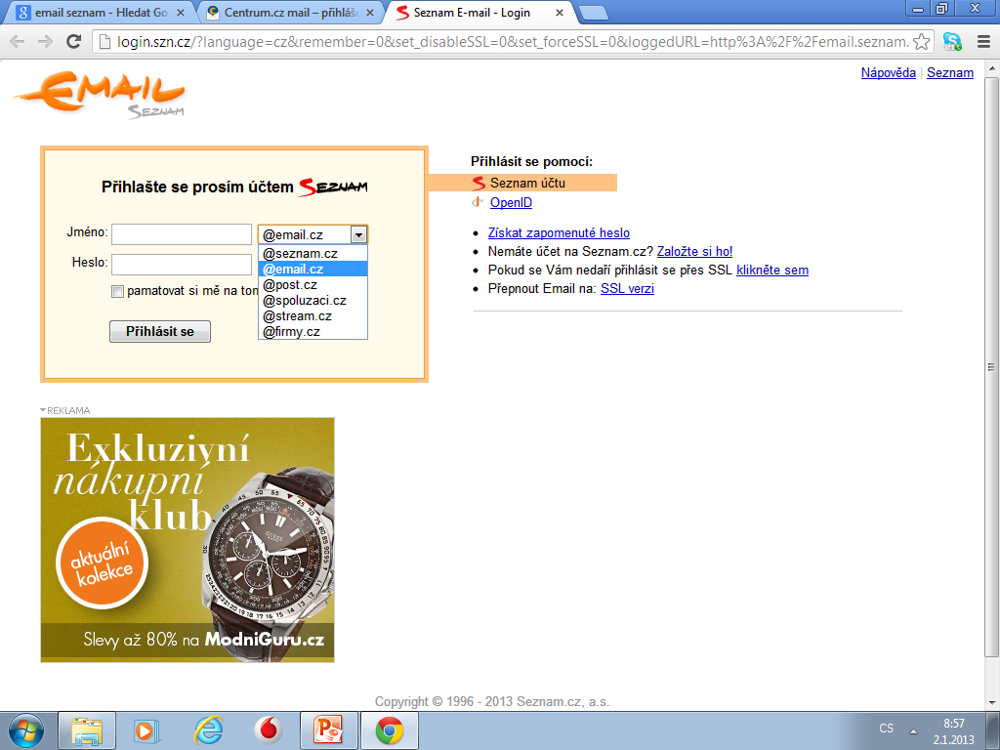 email seznam - Hledat Go
Centrum.cz mail – přihláš
Seznam E-mail - Login
login.szn.cz/?language=cz&remember=0&set_disableSSL=0&set_forceSSL=0&loggedURL=http%3A%2F%2Femail.seznam.
Nápověda | Seznam
EMAIL
SEZNAM
Přihlašte se prosím účtem SEZNAM
Jméno:
@email.cz
@seznam.cz
Heslo:
@email.cz
@post.cz
pamatovat si mě na tom
@spoluzaci.cz
@stream.cz
@firmy.cz
Přihlásit se
Přihlásit se pomocí:
Seznam účtu
OpenID
Získat zapomenuté heslo
Nemáte účet na Seznam.cz? Založte si ho!
Pokud se Vám nedaří přihlásit se přes SSL klikněte sem
Přepnout Email na: SSL verzi
REKLAMA
Exkluzivní
nákupní
klub
aktuální
kolekce
GUESS
Slevy až 80% na ModniGuru.cz
Copyright © 1996 - 2013 Seznam.cz, a.s.
CS
8:57
2.1.2013